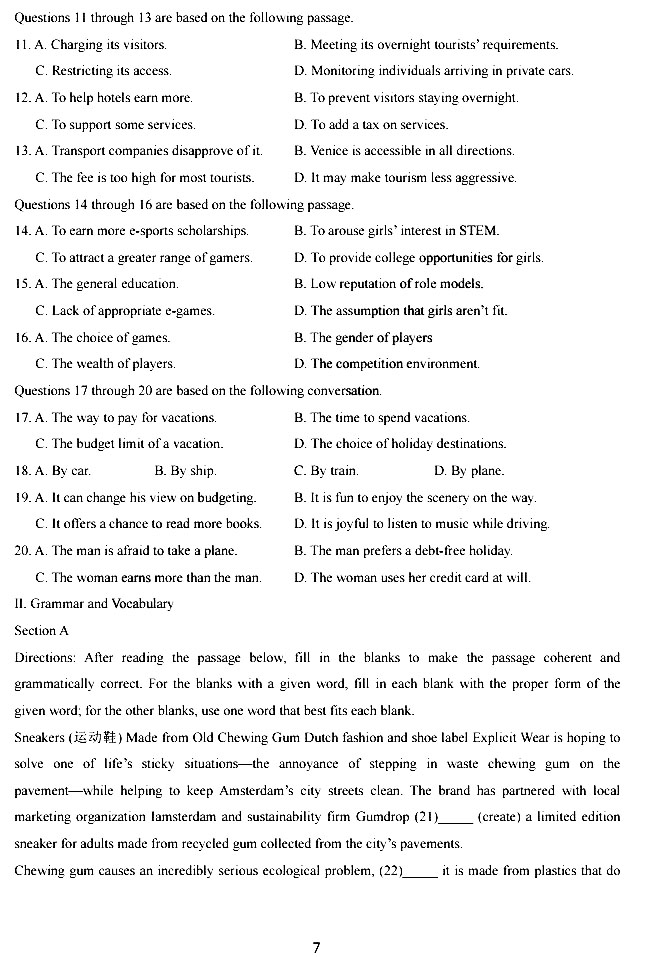 Questions 11 through 13 are based on the following passage.
11. A. Charging its visitors. B. Meeting its overnight tourists' requirements.
C. Restricting its access. D. Monitoring individuals arriving in private cars.
12. A. To help hotels earn more. B. To prevent visitors staying overnight.
C. To support some services. D. To add a tax on services.
13. A. Transport companies disapprove of it. B. Venice is accessible in all directions.
C. The fee is too high for most tourists. D. It may make tourism less aggressive.
Questions 14 through 16 are based on the following passage.
14. A. To earn more e-sports scholarships. B. To arouse girls' interest in STEM.
C. To attract a greater range of gamers. D. To provide college opportunities for girls.
15. A. The general education. B. Low reputation of role models.
C. Lack of appropriate e-games. D. The assumption that girls aren't fit.
16. A. The choice of games. B. The gender of players
C. The wealth of players. D. The competition environment.
Questions 17 through 20 are based on the following conversation.
17. A. The way to pay for vacations. B. The time to spend vacations.
C. The budget limit of a vacation. D. The choice of holiday destinations.
18. A. By car. B. By ship. C. By train. D. By plane.
19. A. It can change his view on budgeting. B. It is fun to enjoy the scenery on the way.
C. It offers a chance to read more books. D. It is joyful to listen to music while driving.
20. A. The man is afraid to take a plane. B. The man prefers a debt-free holiday.
C. The woman earns more than the man. D. The woman uses her credit card at will.
II. Grammar and Vocabulary
Section A
Directions: After reading the passage below, fill in the blanks to make the passage coherent and
grammatically correct. For the blanks with a given word, fill in each blank with the proper form of the
given word; for the other blanks, use one word that best fits each blank.
Sneakers (运动鞋) Made from Old Chewing Gum Dutch fashion and shoe label Explicit Wear is hoping to
solve one of life's sticky situations—the annoyance of stepping in waste chewing gum on the
pavement—while helping to keep Amsterdam's city streets clean. The brand has partnered with local
marketing organization Iamsterdam and sustainability firm Gumdrop (21)_____ (create) a limited edition
sneaker for adults made from recycled gum collected from the city's pavements.
Chewing gum causes an incredibly serious ecological problem, (22)_____ it is made from plastics that do
7